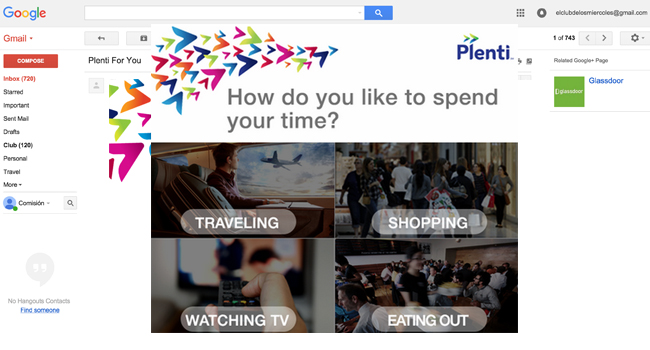 Google
elclubdelosmiercoles@gmail.com
Gmail
1 of 743
COMPOSE
Plenti For You
Inbox (720)
Starred
Important
Sent Mail
Drafts
Club (120)
Personal
Travel
More
Comisión
No Hangouts Contacts
Find someone
Plenti
How do you like to spend
your time?
TRAVELING
SHOPPING
WATCHING TV
EATING OUT
Related Google+ Page
Glassdoor
glassdoor